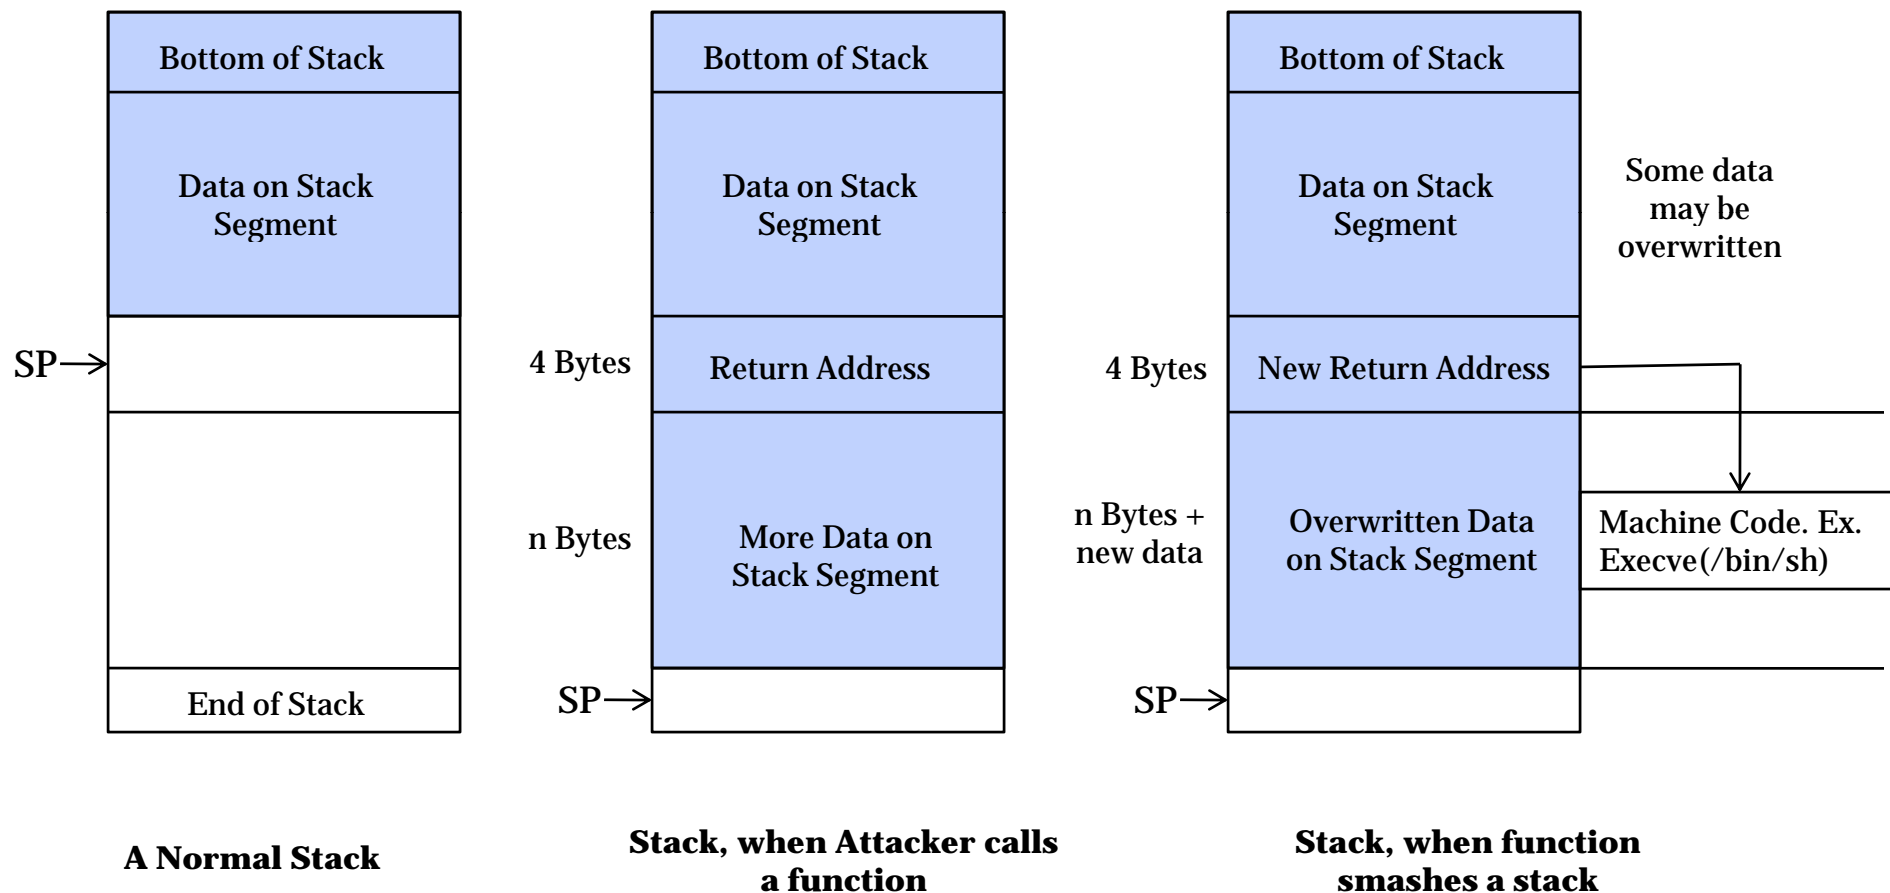 Bottom of Stack
Data on Stack
Segment
SP
End of Stack
A Normal Stack
Bottom of Stack
Data on Stack
Segment
4 Bytes
Return Address
n Bytes
More Data on
Stack Segment
SP
Stack, when Attacker calls
a function
Bottom of Stack
Data on Stack
Segment
Some data
may be
overwritten
4 Bytes
New Return Address
n Bytes +
new data
Overwritten Data
on Stack Segment
Machine Code. Ex.
Execve(/bin/sh)
SP
Stack, when function
smashes a stack